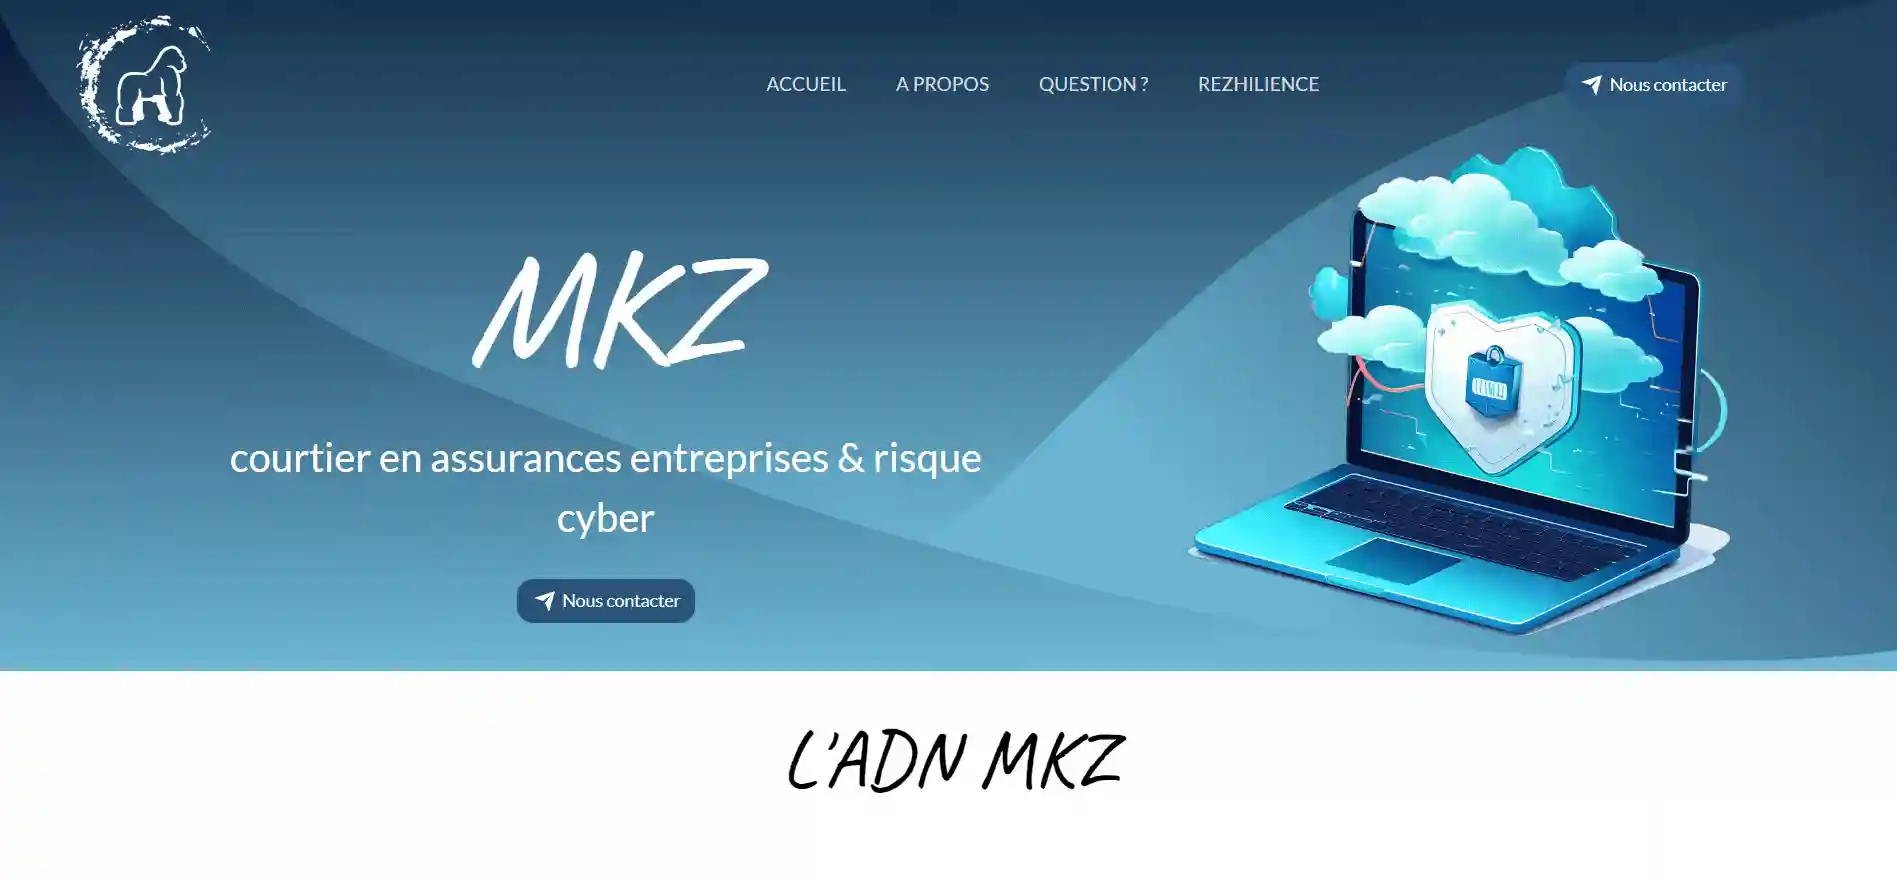 ACCUEIL
A PROPOS
QUESTION ?
REZHILIENCE
Nous contacter
MKZ
courtier en assurances entreprises & risque
cyber
Nous contacter
L'ADN MKZ